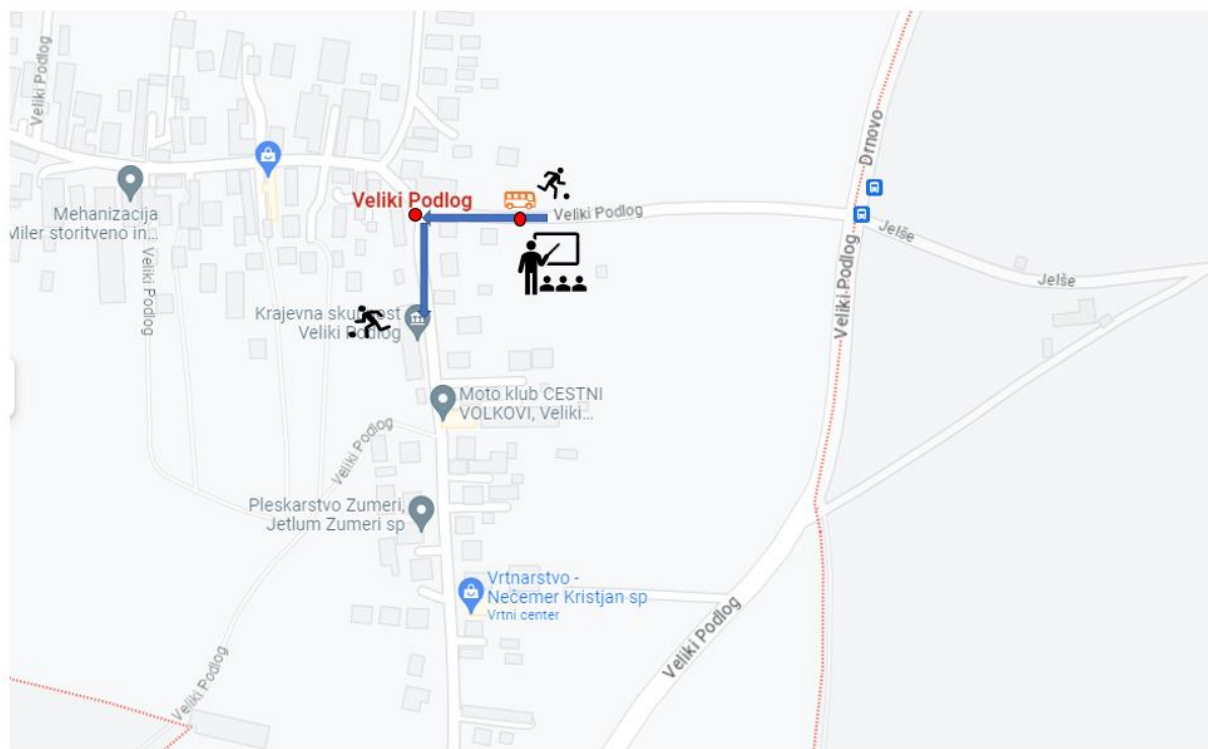 Veliki Podlog
Drnovo
Mehanizacija
Miler storitveno in...
Veliki Podlog
Veliki Podlog
Veliki Podlog
Jelše
Jelše
Veliki Podlog
Krajevna skupnost
Veliki Podlog
Moto klub CESTNI
VOLKOVI, Veliki...
Veliki Podlog
Pleskarstvo Zumeri,
Jetlum Zumeri sp
Vrtnarstvo -
Nečemer Kristjan sp
Vrtni center
Veliki Podlog
Veliki Podlog